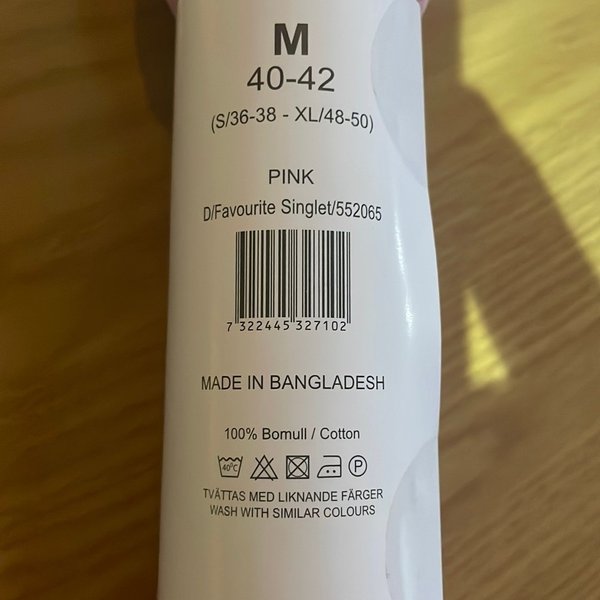 M
40-42
(S/36-38 - XL/48-50)
PINK
D/Favourite Singlet/552065
7 322445 327102
MADE IN BANGLADESH
100% Bomull / Cotton
40°C P
TVÄTTAS MED LIKNANDE FÄRGER
WASH WITH SIMILAR COLOURS